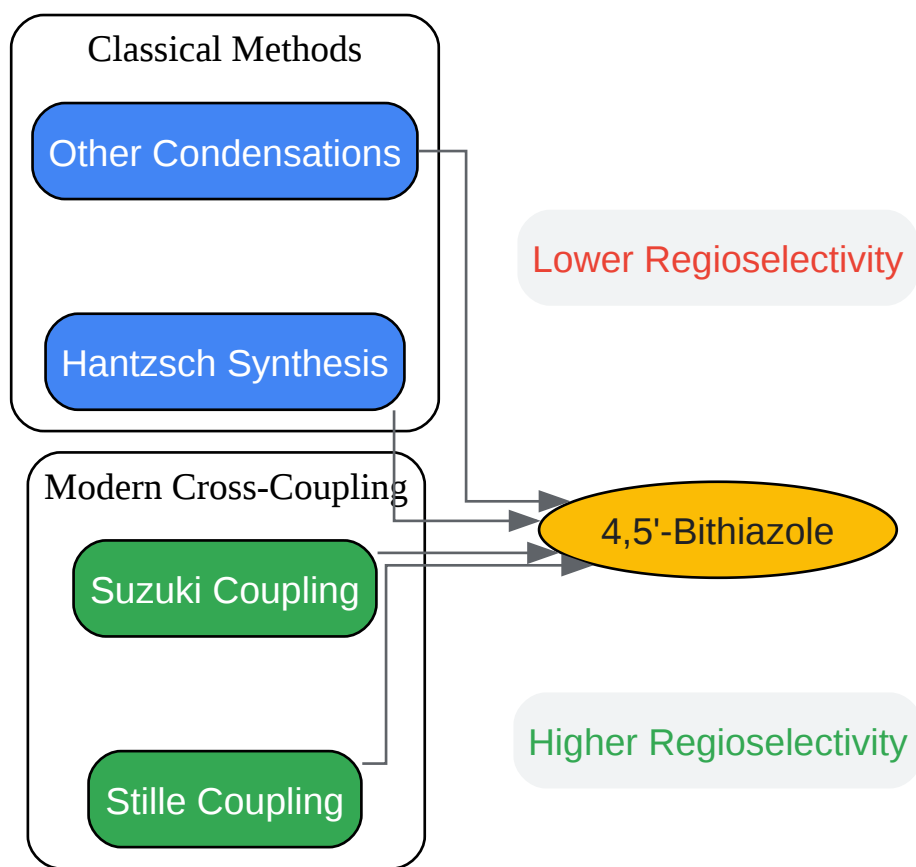 Classical Methods
Other Condensations
Lower Regioselectivity
Hantzsch Synthesis
Modern Cross-Coupling
4,5'-Bithiazole
Suzuki Coupling
Higher Regioselectivity
Stille Coupling